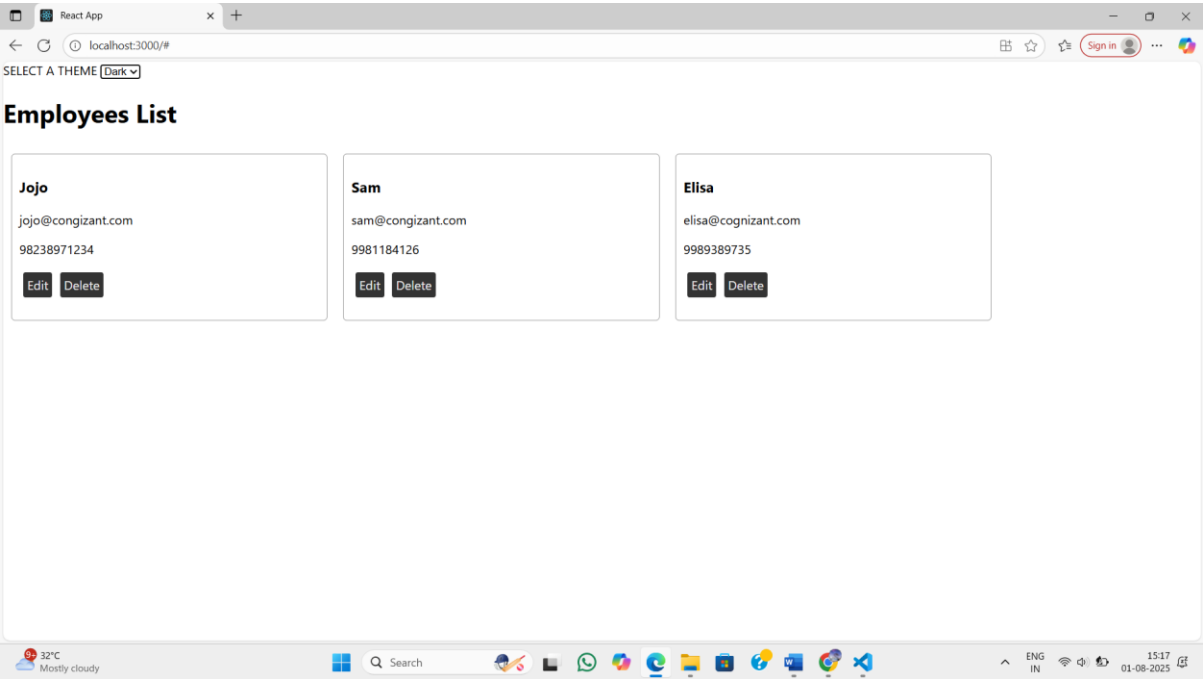 React App
localhost:3000/#
Sign in
SELECT A THEME Dark
Employees List
Jojo
jojo@congizant.com
98238971234
Edit Delete
Sam
sam@congizant.com
9981184126
Edit Delete
Elisa
elisa@cognizant.com
9989389735
Edit Delete
9+
32°C
Mostly cloudy
Search
ENG
IN
15:17
01-08-2025